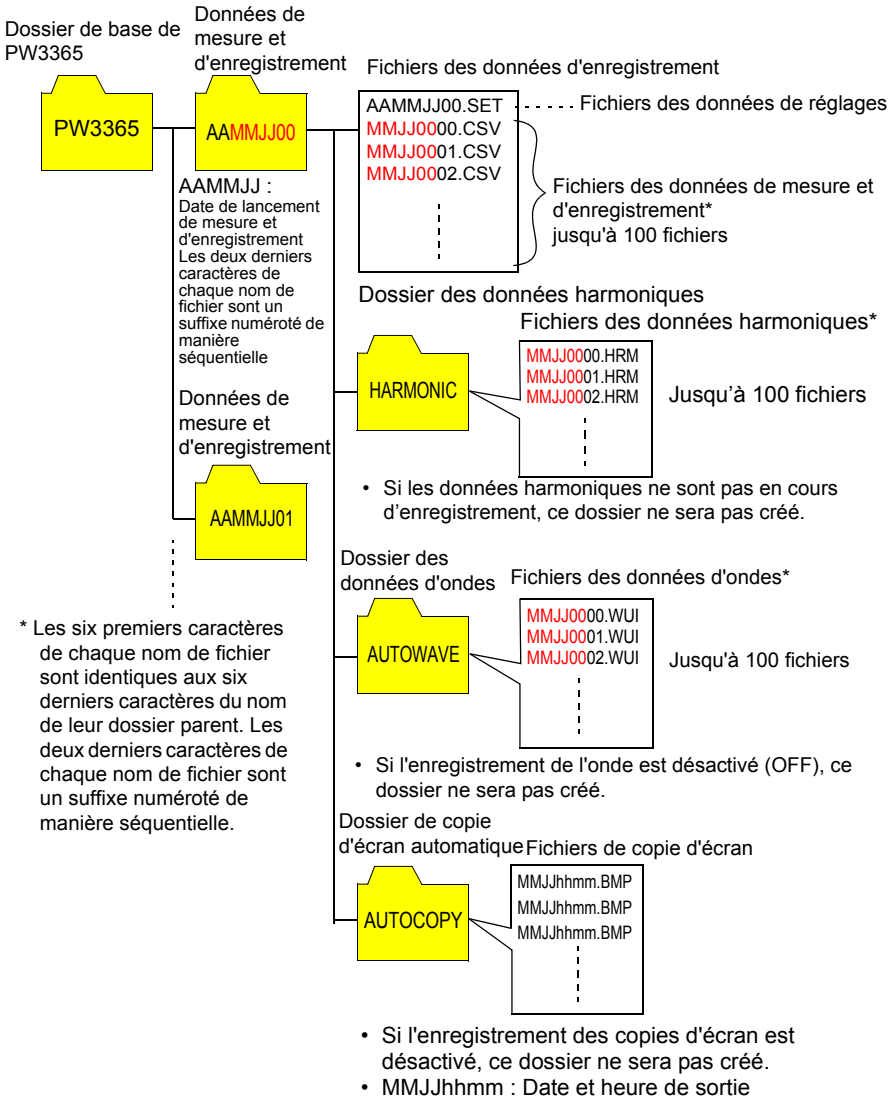 Dossier de base de
PW3365
Données de
mesure et
d'enregistrement
Fichiers des données d'enregistrement
PW3365
AAMMJJ00
AAMMJJ00.SET
Fichiers des données de réglages
MMJJ0000.CSV
MMJJ0001.CSV
MMJJ0002.CSV
Fichiers des données de mesure et
d'enregistrement*
jusqu'à 100 fichiers
AAMMJJ :
Date de lancement
de mesure et
d'enregistrement
Les deux derniers
caractères de
chaque nom de
fichier sont un
suffixe numéroté de
manière
séquentielle
Données de
mesure et
d'enregistrement
AAMMJJ01
* Les six premiers caractères
de chaque nom de fichier
sont identiques aux six
derniers caractères du nom
de leur dossier parent. Les
deux derniers caractères de
chaque nom de fichier sont
un suffixe numéroté de
manière séquentielle.
Dossier des données harmoniques
Fichiers des données harmoniques*
HARMONIC
MMJJ0000.HRM
MMJJ0001.HRM
MMJJ0002.HRM
Jusqu’à 100 fichiers
• Si les données harmoniques ne sont pas en cours
d’enregistrement, ce dossier ne sera pas créé.
Dossier des
données d'ondes
Fichiers des données d'ondes*
AUTOWAVE
MMJJ0000.WUI
MMJJ0001.WUI
MMJJ0002.WUI
Jusqu'à 100 fichiers
• Si l'enregistrement de l'onde est désactivé (OFF), ce
dossier ne sera pas créé.
Dossier de copie
d'écran automatique
Fichiers de copie d'écran
AUTOCOPY
MMJJhhmm.BMP
MMJJhhmm.BMP
MMJJhhmm.BMP
• Si l'enregistrement des copies d'écran est
désactivé, ce dossier ne sera pas créé.
• MMJJhhmm : Date et heure de sortie